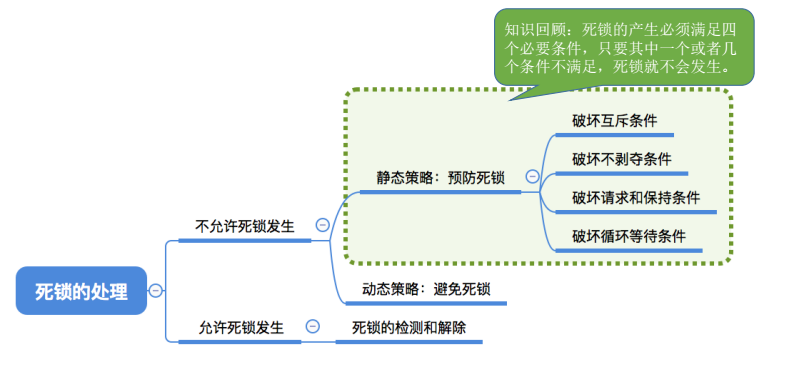 知识回顾：死锁的产生必须满足四
个必要条件，只要其中一个或者几
个条件不满足，死锁就不会发生。
破坏互斥条件
破坏不剥夺条件
静态策略：预防死锁
破坏请求和保持条件
不允许死锁发生
破坏循环等待条件
死锁的处理
动态策略：避免死锁
允许死锁发生
死锁的检测和解除